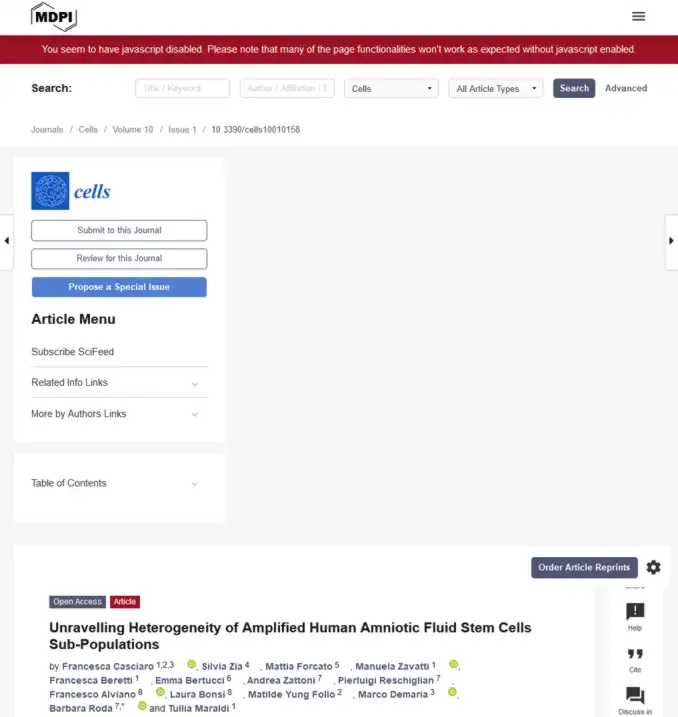 MDPI
You seem to have javascript disabled. Please note that many of the page functionalities won't work as expected without javascript enabled.
Search:
Title / Keyword
Author / Affiliation / E
Cells
All Article Types
Search
Advanced
Journals / Cells / Volume 10 / Issue 1 / 10.3390/cells10010158
cells
Submit to this Journal
Review for this Journal
Propose a Special Issue
Article Menu
Subscribe SciFeed
Related Info Links
More by Authors Links
Table of Contents
Order Article Reprints
Open Access Article
Help
Unravelling Heterogeneity of Amplified Human Amniotic Fluid Stem Cells
Sub-Populations
Cite
by Francesca Casciaro 1,2,3 , Silvia Zia 4 , Mattia Forcato 5 , Manuela Zavatti 1 ,
Francesca Beretti 1 , Emma Bertucci 6 , Andrea Zattoni 7 , Pierluigi Reschiglian 7 ,
Francesco Alviano 8 , Laura Bonsi 8 , Matilde Yung Follo 2 , Marco Demaria 3 ,
Barbara Roda 7,* and Tullia Maraldi 1
Discuss in